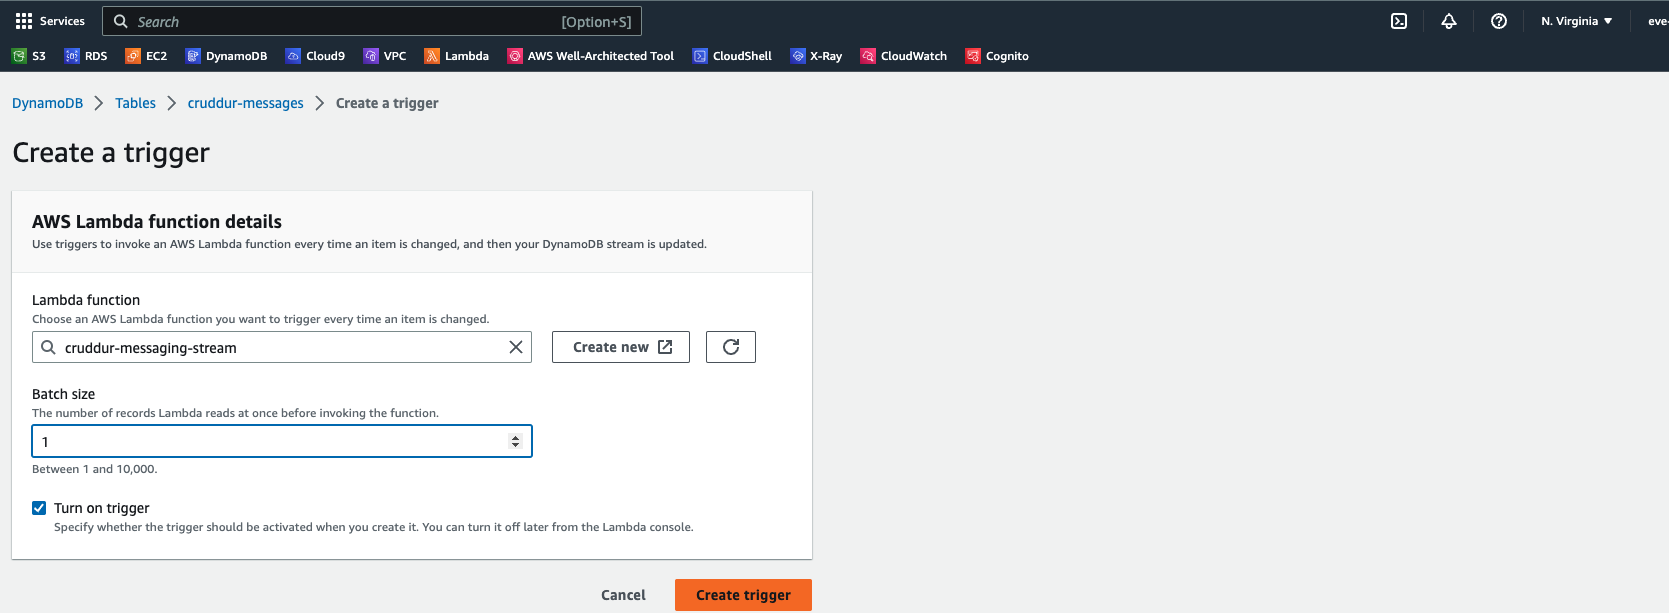 Services Search [Option+S] N. Virginia eve-
S3 RDS EC2 DynamoDB Cloud9 VPC Lambda AWS Well-Architected Tool CloudShell X-Ray CloudWatch Cognito
DynamoDB Tables cruddur-messages Create a trigger
Create a trigger
AWS Lambda function details
Use triggers to invoke an AWS Lambda function every time an item is changed, and then your DynamoDB stream is updated.
Lambda function
Choose an AWS Lambda function you want to trigger every time an item is changed.
cruddur-messaging-stream Create new
Batch size
The number of records Lambda reads at once before invoking the function.
1
Between 1 and 10,000.
Turn on trigger
Specify whether the trigger should be activated when you create it. You can turn it off later from the Lambda console.
Cancel Create trigger